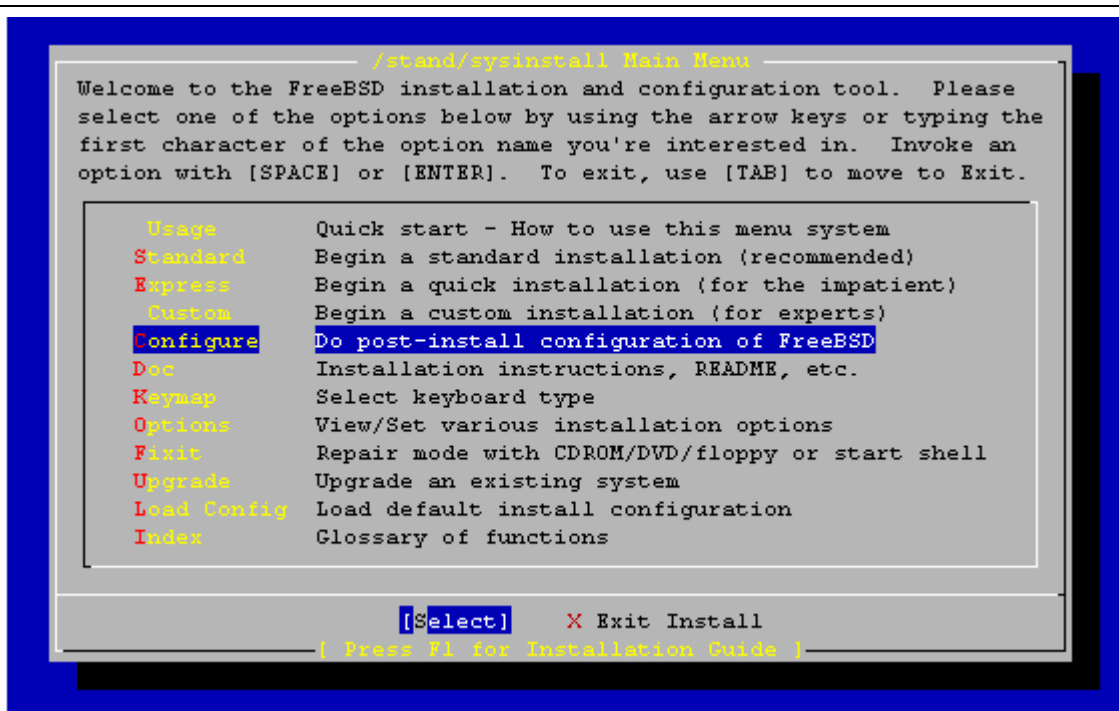 /stand/sysinstall Main Menu
Welcome to the FreeBSD installation and configuration tool.  Please
select one of the options below by using the arrow keys or typing the
first character of the option name you're interested in.  Invoke an
option with [SPACE] or [ENTER].  To exit, use [TAB] to move to Exit.
Usage Quick start - How to use this menu system
Standard Begin a standard installation (recommended)
Express Begin a quick installation (for the impatient)
Custom Begin a custom installation (for experts)
Configure Do post-install configuration of FreeBSD
Doc Installation instructions, README, etc.
Keymap Select keyboard type
Options View/Set various installation options
Fixit Repair mode with CDROM/DVD/floppy or start shell
Upgrade Upgrade an existing system
Load Config Load default install configuration
Index Glossary of functions
[Select] X Exit Install
[ Press F1 for Installation Guide ]